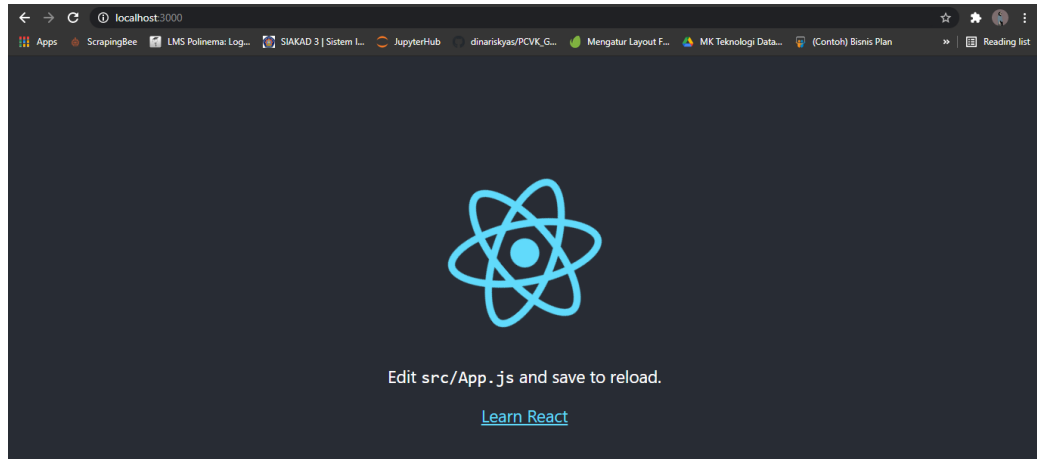 localhost:3000
Apps ScrapingBee LMS Polinema: Log... SIAKAD 3 | Sistem I... JupyterHub dinariskyas/PCVK_G... Mengatur Layout F... MK Teknologi Data... (Contoh) Bisnis Plan » Reading list
Edit src/App.js and save to reload.
Learn React